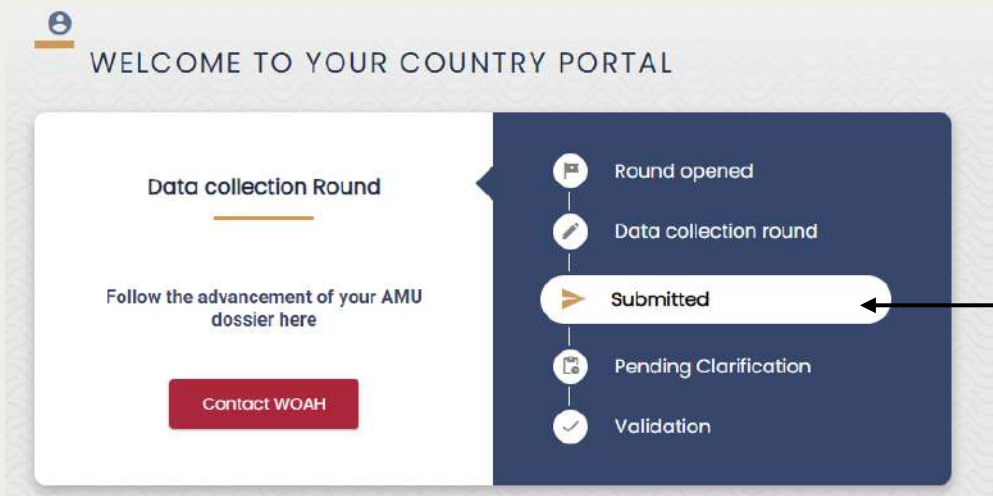 WELCOME TO YOUR COUNTRY PORTAL
Data collection Round
Follow the advancement of your AMU
dossier here
Contact WOAH
Round opened
Data collection round
Submitted
Pending Clarification
Validation